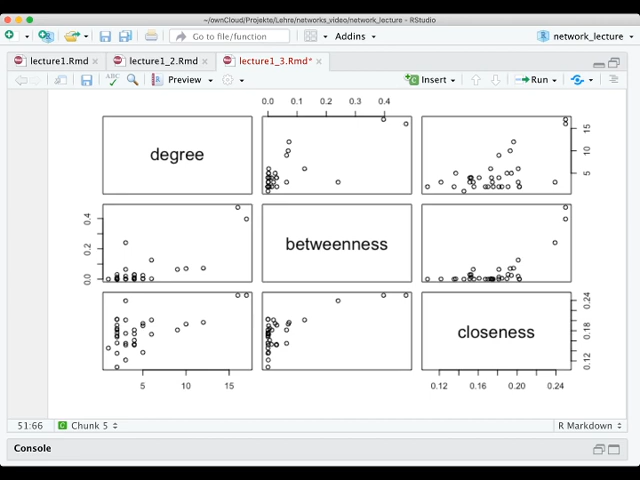 ~/ownCloud/Projekte/Lehre/networks_video/network_lecture - RStudio
Go to file/function
Addins
network_lecture
lecture1.Rmd
lecture1_2.Rmd
lecture1_3.Rmd*
ABC
Preview
Insert
Run
0.0 0.1 0.2 0.3 0.4
degree
5 10 15
0.0 0.2 0.4
betweenness
closeness
0.12 0.18 0.24
5 10 15
0.12 0.16 0.20 0.24
51:66
C Chunk 5
R Markdown
Console